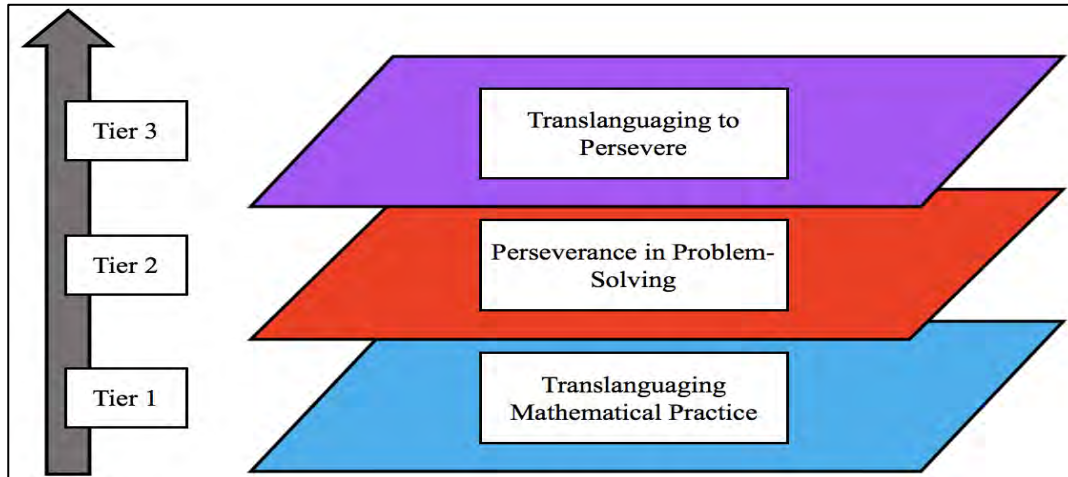 Tier 3
Translanguaging to
Persevere
Tier 2
Perseverance in Problem-
Solving
Tier 1
Translanguaging
Mathematical Practice